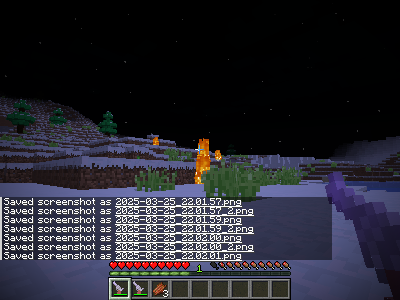 Saved screenshot as 2025-03-25_22.01.57.png
Saved screenshot as 2025-03-25_22.01.57_2.png
Saved screenshot as 2025-03-25_22.01.59.png
Saved screenshot as 2025-03-25_22.01.59_2.png
Saved screenshot as 2025-03-25_22.02.00.png
Saved screenshot as 2025-03-25_22.02.00_2.png
Saved screenshot as 2025-03-25_22.02.01.png
1
3